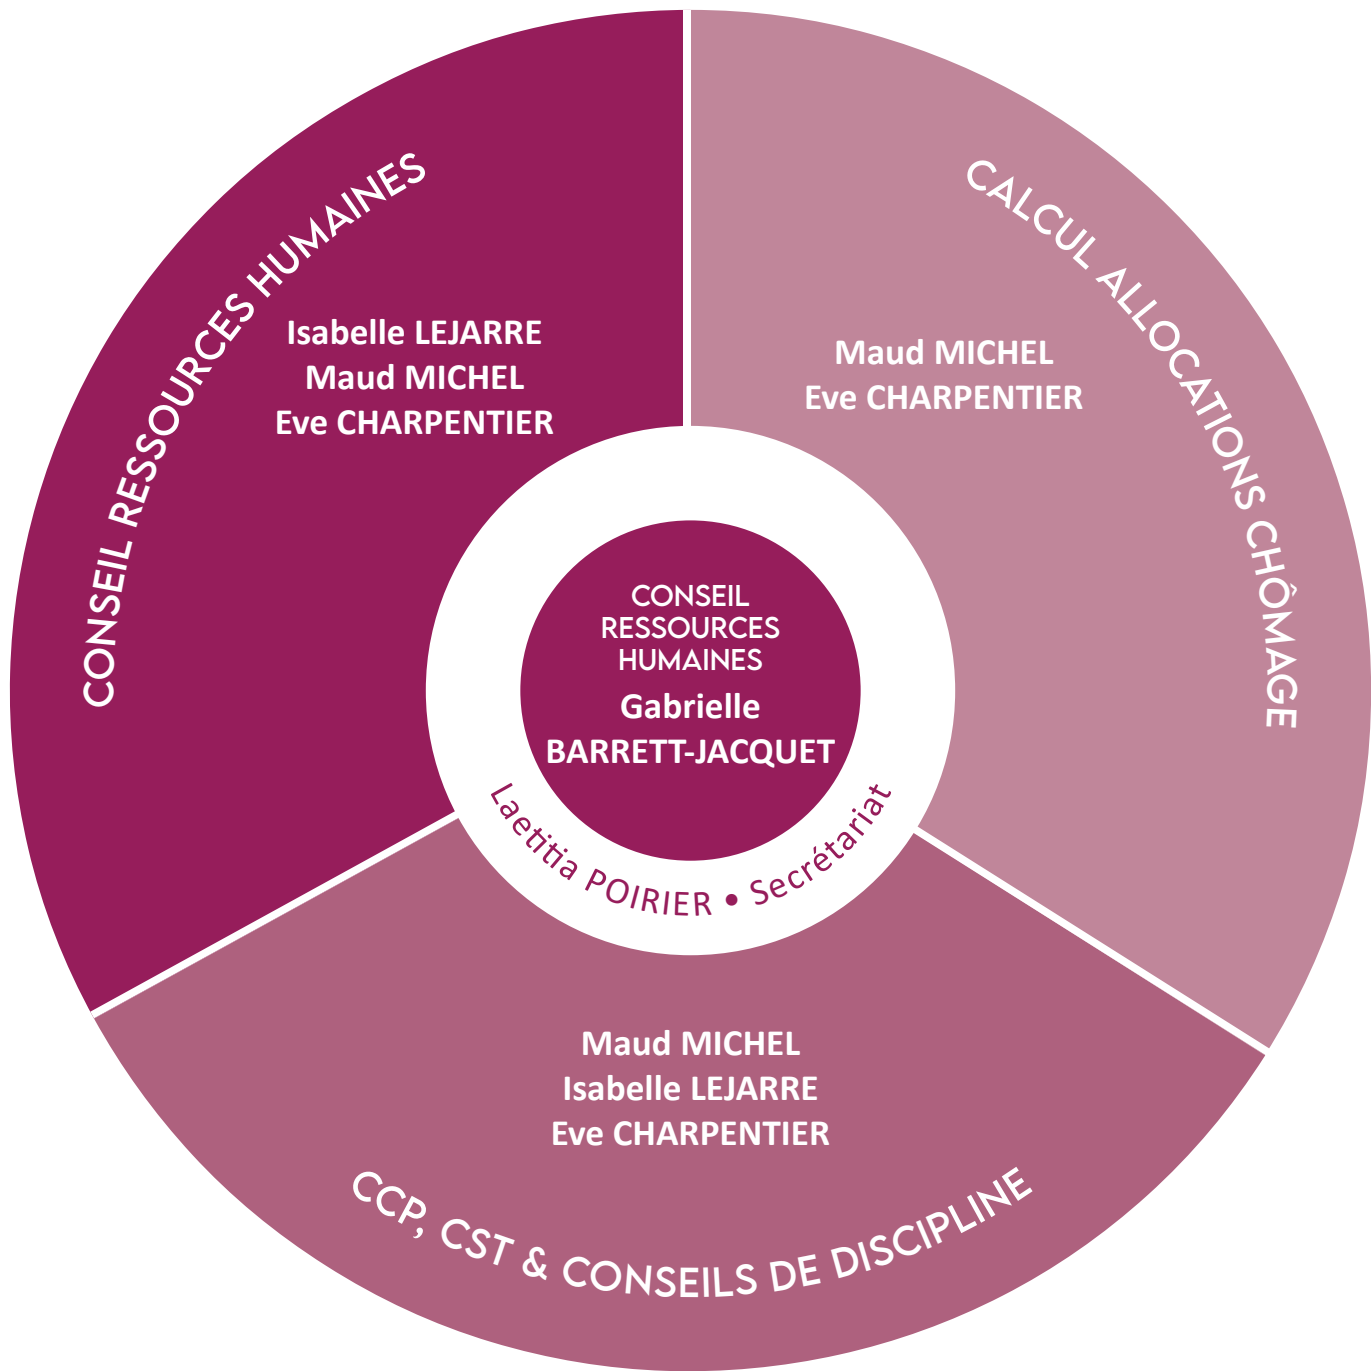 CONSEIL RESSOURCES HUMAINES
Isabelle LEJARRE
Maud MICHEL
Eve CHARPENTIER
CALCUL ALLOCATIONS CHÔMAGE
Maud MICHEL
Eve CHARPENTIER
CONSEIL
RESSOURCES
HUMAINES
Gabrielle
BARRETT-JACQUET
Laetitia POIRIER • Secrétariat
Maud MICHEL
Isabelle LEJARRE
Eve CHARPENTIER
CCP, CST & CONSEILS DE DISCIPLINE